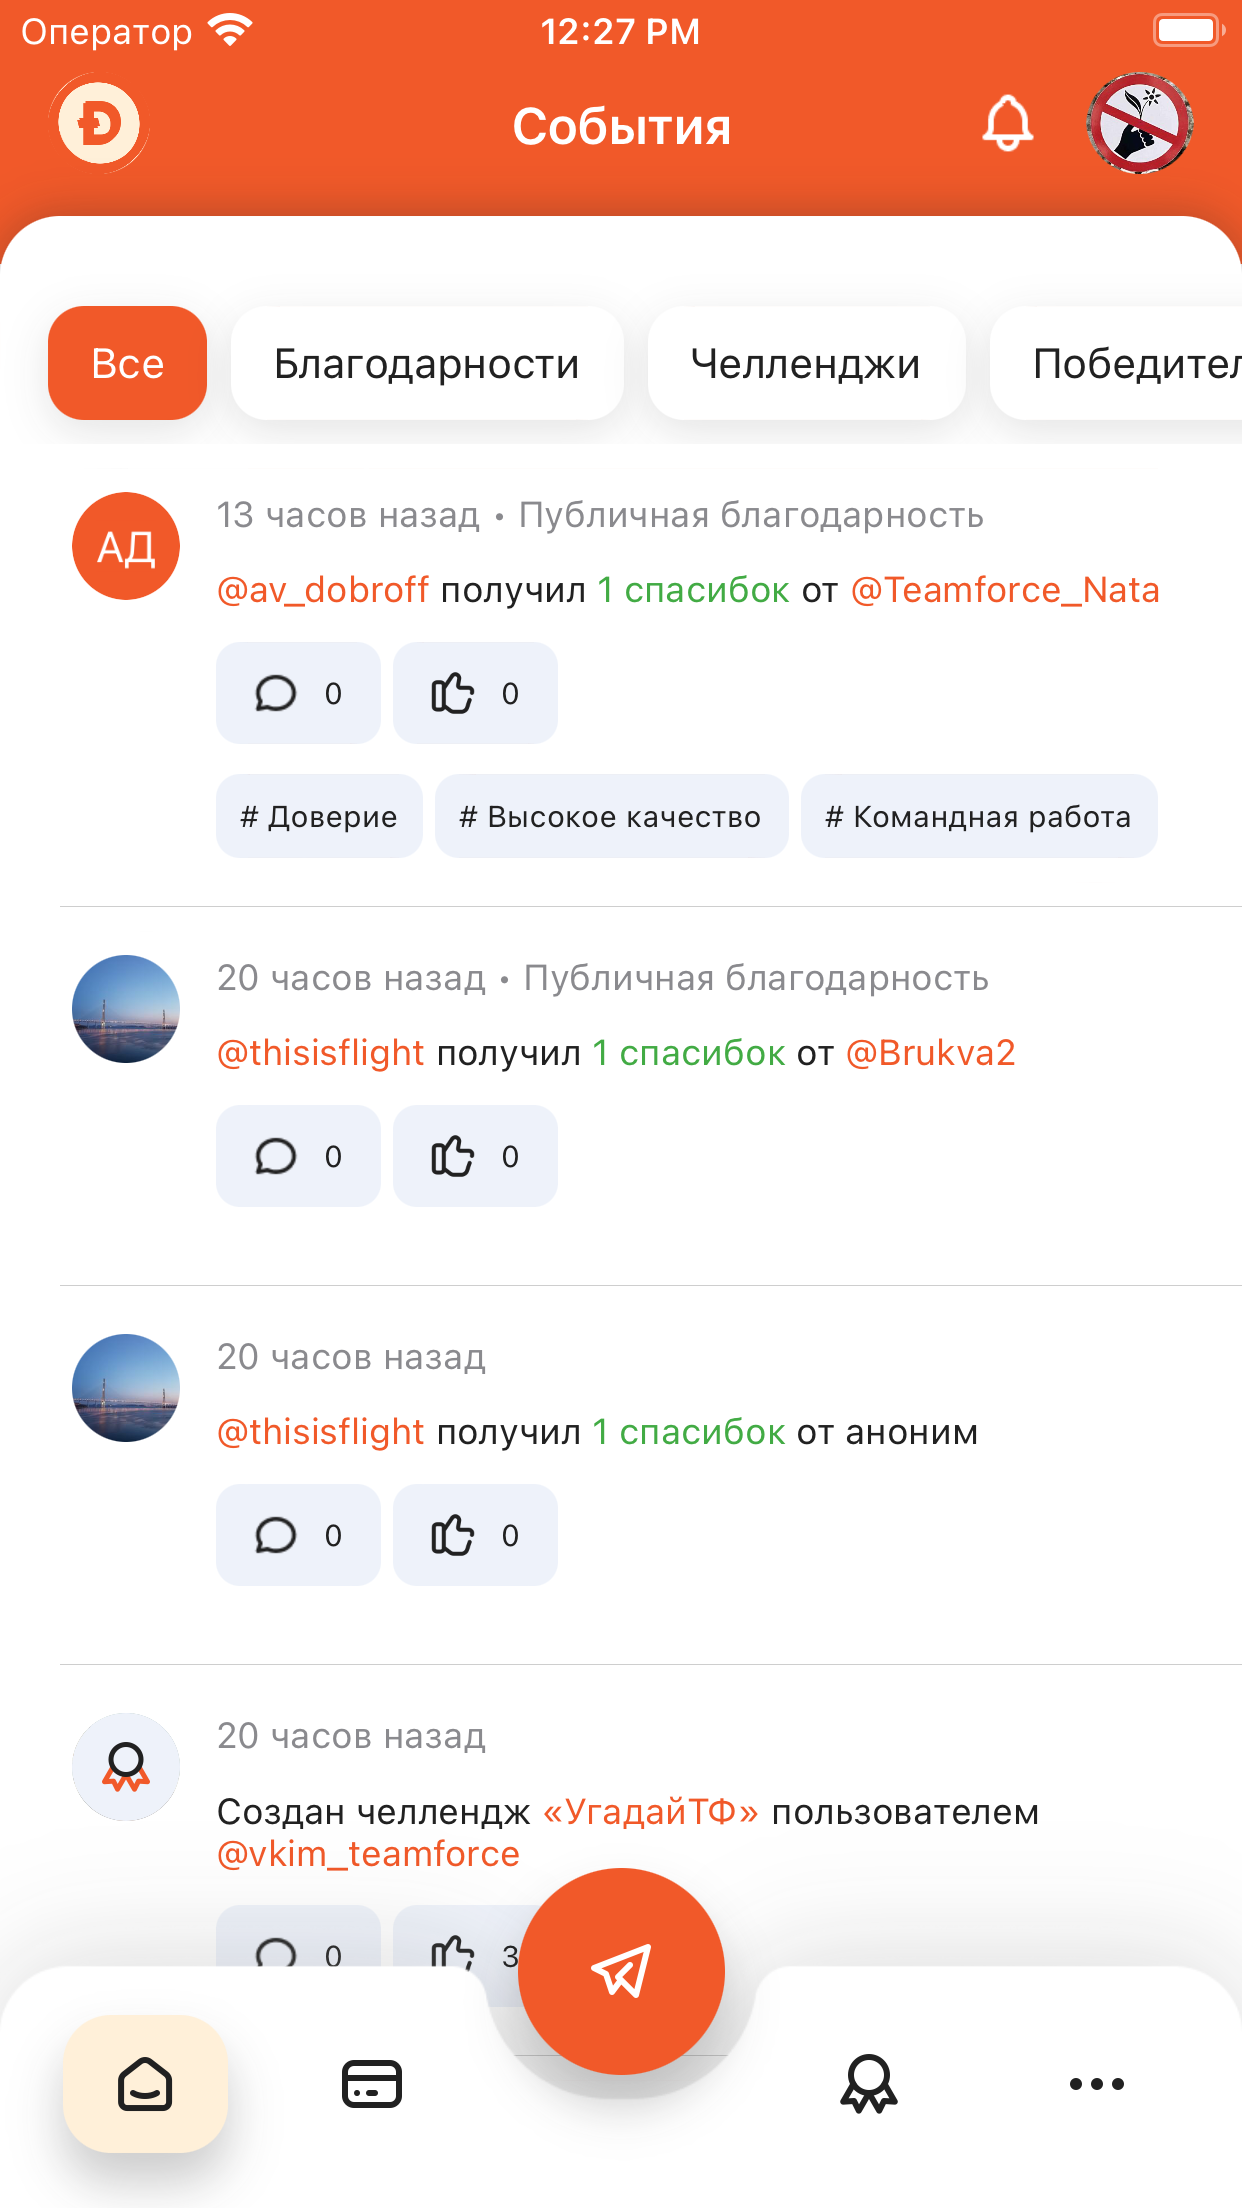 Оператор 12:27 PM
События
Все Благодарности Челленджи Победител
АД
13 часов назад • Публичная благодарность
@av_dobroff получил 1 спасибок от @Teamforce_Nata
0 0
# Доверие # Высокое качество # Командная работа
20 часов назад • Публичная благодарность
@thisisflight получил 1 спасибок от @Brukva2
0 0
20 часов назад
@thisisflight получил 1 спасибок от аноним
0 0
20 часов назад
Создан челлендж «УгадайТФ» пользователем
@vkim_teamforce
0 3